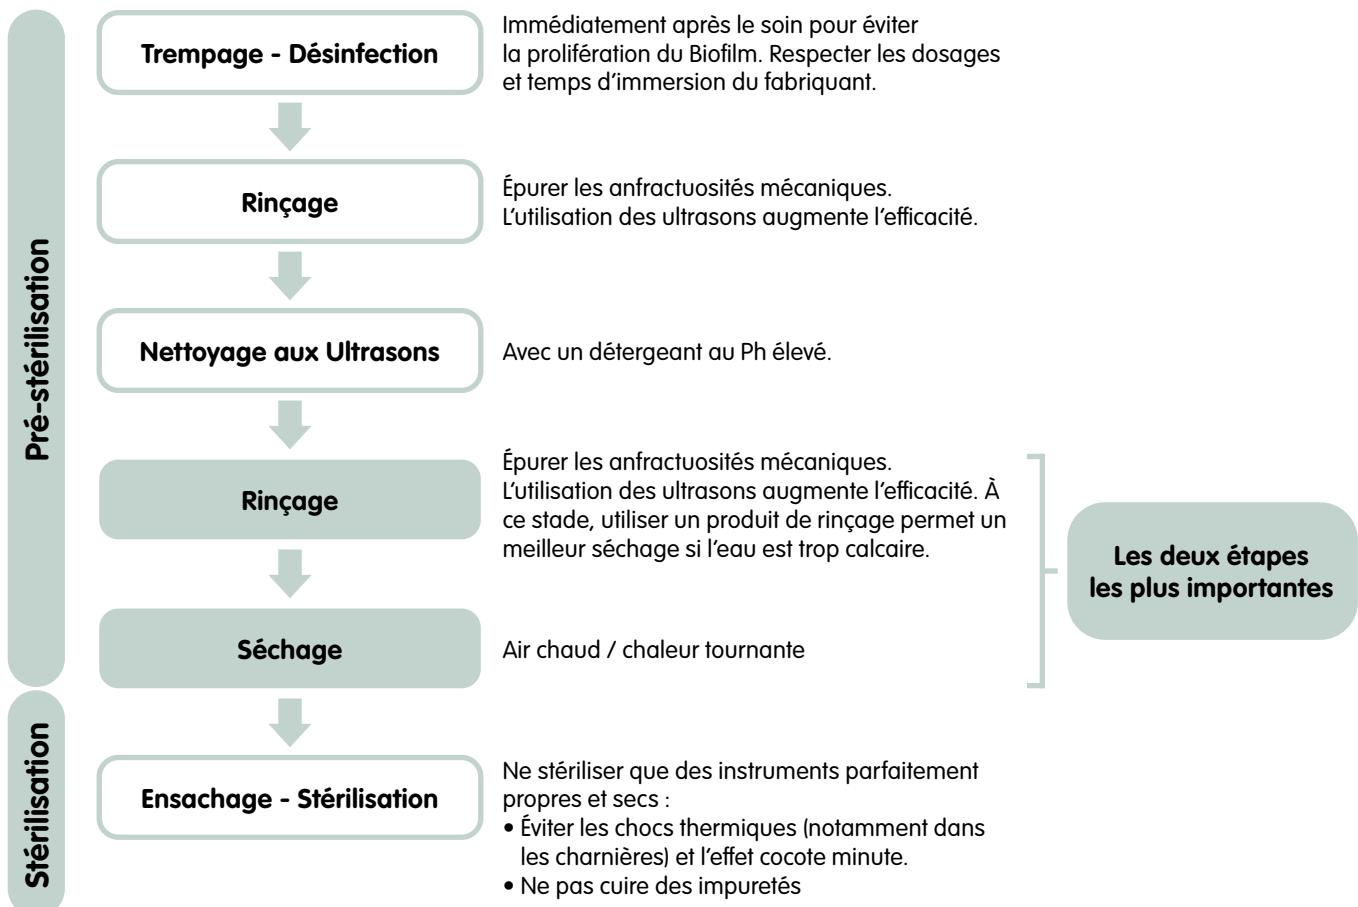 Pré-stérilisation
Trempage - Désinfection
Immédiatement après le soin pour éviter
la prolifération du Biofilm. Respecter les dosages
et temps d'immersion du fabriquant.
Rinçage
Épurer les anfractuosités mécaniques.
L'utilisation des ultrasons augmente l'efficacité.
Nettoyage aux Ultrasons
Avec un détergeant au Ph élevé.
Rinçage
Épurer les anfractuosités mécaniques.
L'utilisation des ultrasons augmente l'efficacité. À
ce stade, utiliser un produit de rinçage permet un
meilleur séchage si l'eau est trop calcaire.
Séchage
Air chaud / chaleur tournante
Les deux étapes
les plus importantes
Stérilisation
Ensachage - Stérilisation
Ne stériliser que des instruments parfaitement
propres et secs :
• Éviter les chocs thermiques (notamment dans
les charnières) et l'effet cocote minute.
• Ne pas cuire des impuretés